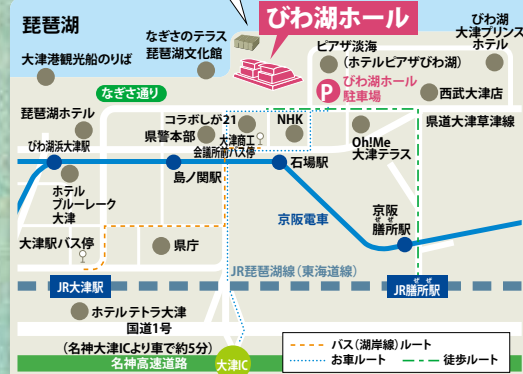 琵琶湖
なぎさのテラス
琵琶湖文化館
びわ湖ホール
びわ湖
大津プリンス
ホテル
大津港観光船のりば
ピアザ淡海
(ホテルピアザびわ湖)
P びわ湖ホール
駐車場
西武大津店
なぎさ通り
琵琶湖ホテル
コラボしが21
NHK
県道大津草津線
県警本部
大津商工
会議所前バス停
Oh!Me
大津テラス
びわ湖浜大津駅
島ノ関駅
石場駅
ホテル
ブルーレーク
大津
京阪電車
京阪
ぜぜ
膳所駅
大津駅バス停
県庁
JR琵琶湖線(東海道線)
JR大津駅
ぜぜ
JR膳所駅
ホテルテトラ大津
国道1号
(名神大津ICより車で約5分)
名神高速道路
大津IC
バス(湖岸線)ルート
お車ルート
徒歩ルート